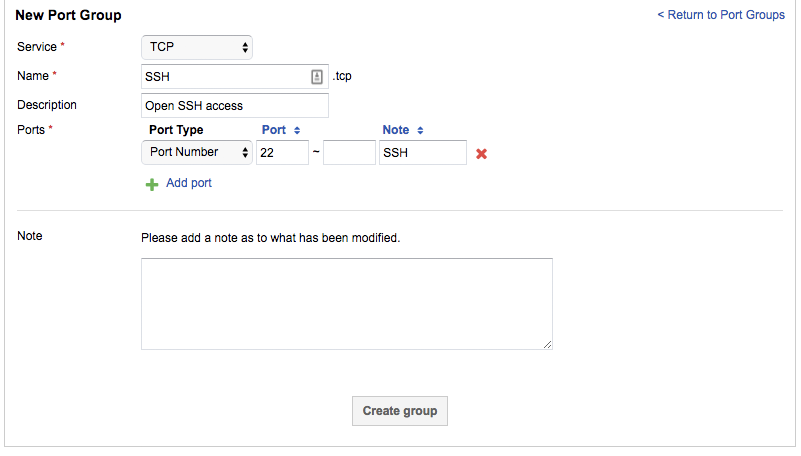 New Port Group < Return to Port Groups
Service * TCP
Name * SSH .tcp
Description Open SSH access
Ports * Port Type Port Note
Port Number 22 ~ SSH
Add port
Note Please add a note as to what has been modified.
Create group